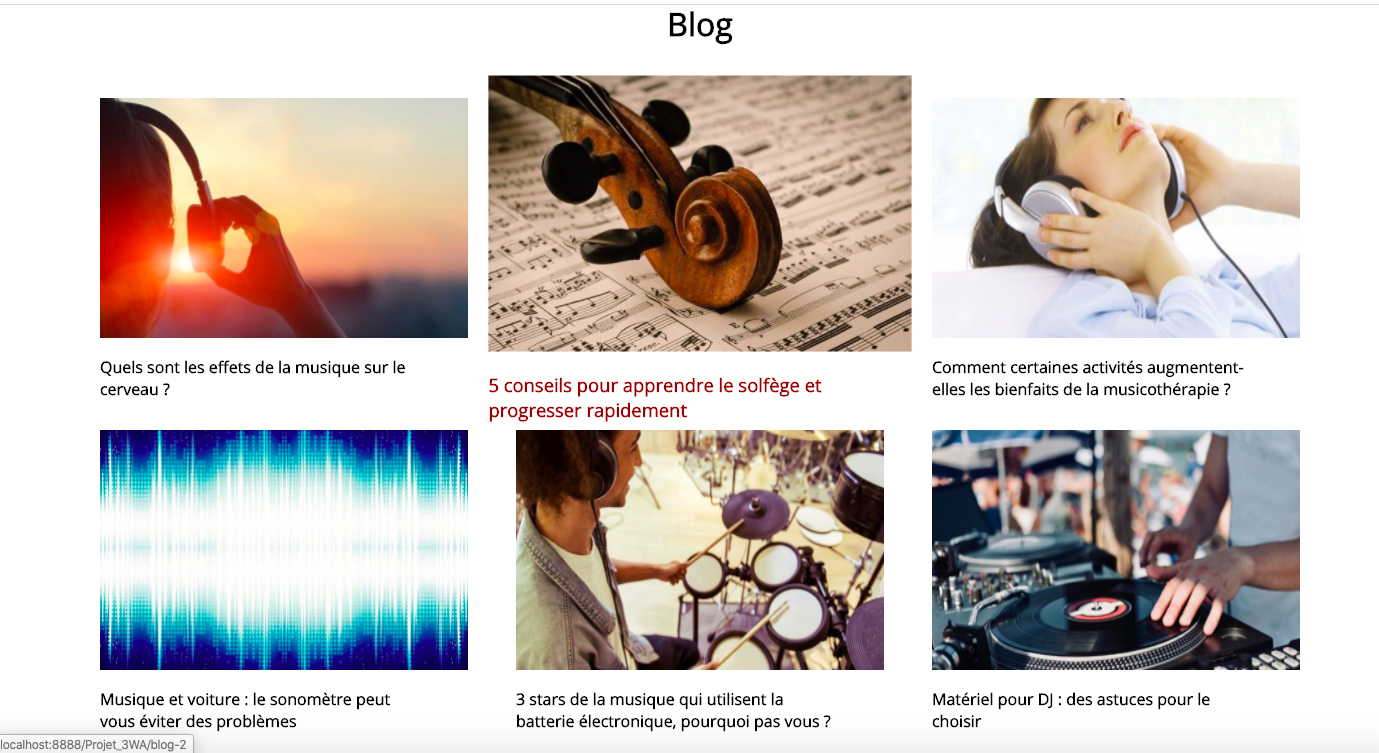 Blog
Quels sont les effets de la musique sur le
cerveau ?
5 conseils pour apprendre le solfège et
progresser rapidement
Comment certaines activités augmentent-
elles les bienfaits de la musicothérapie ?
Musique et voiture : le sonomètre peut
vous éviter des problèmes
3 stars de la musique qui utilisent la
batterie électronique, pourquoi pas vous ?
Matériel pour DJ : des astuces pour le
choisir
localhost:8888/Projet_3WA/blog-2